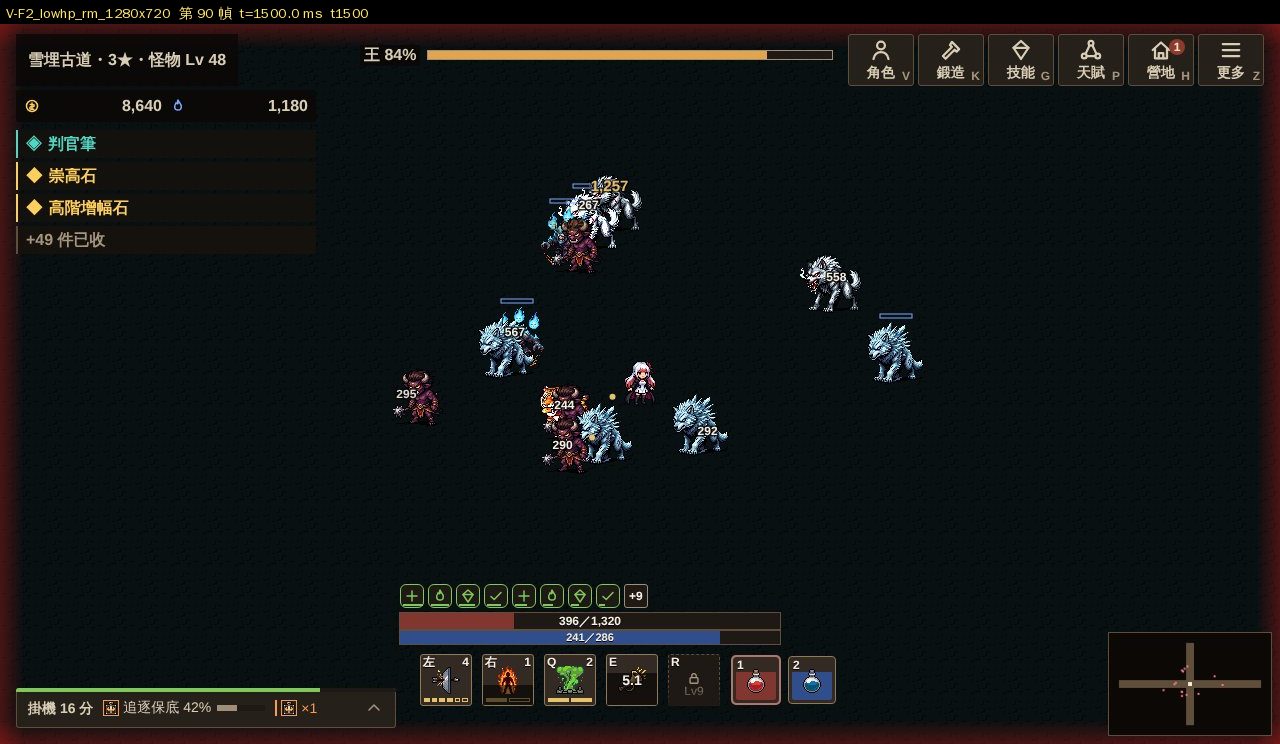 V-F2_lowhp_rm_1280x720 第 90 幀 t=1500.0 ms t1500
雪埋古道・3★・怪物 Lv 48
王 84%
角色 V
鍛造 K
技能 G
天賦 P
營地 H 1
更多 Z
8,640 1,180
◈ 判官筆
◆ 崇高石
◆ 高階增幅石
+49 件已收
1,257
267
558
567
295
244
290
292
+9
396／1,320
241／286
左 4
右 1
Q 2
E 5.1
R Lv9
1
2
掛機 16 分 追逐保底 42% ×1